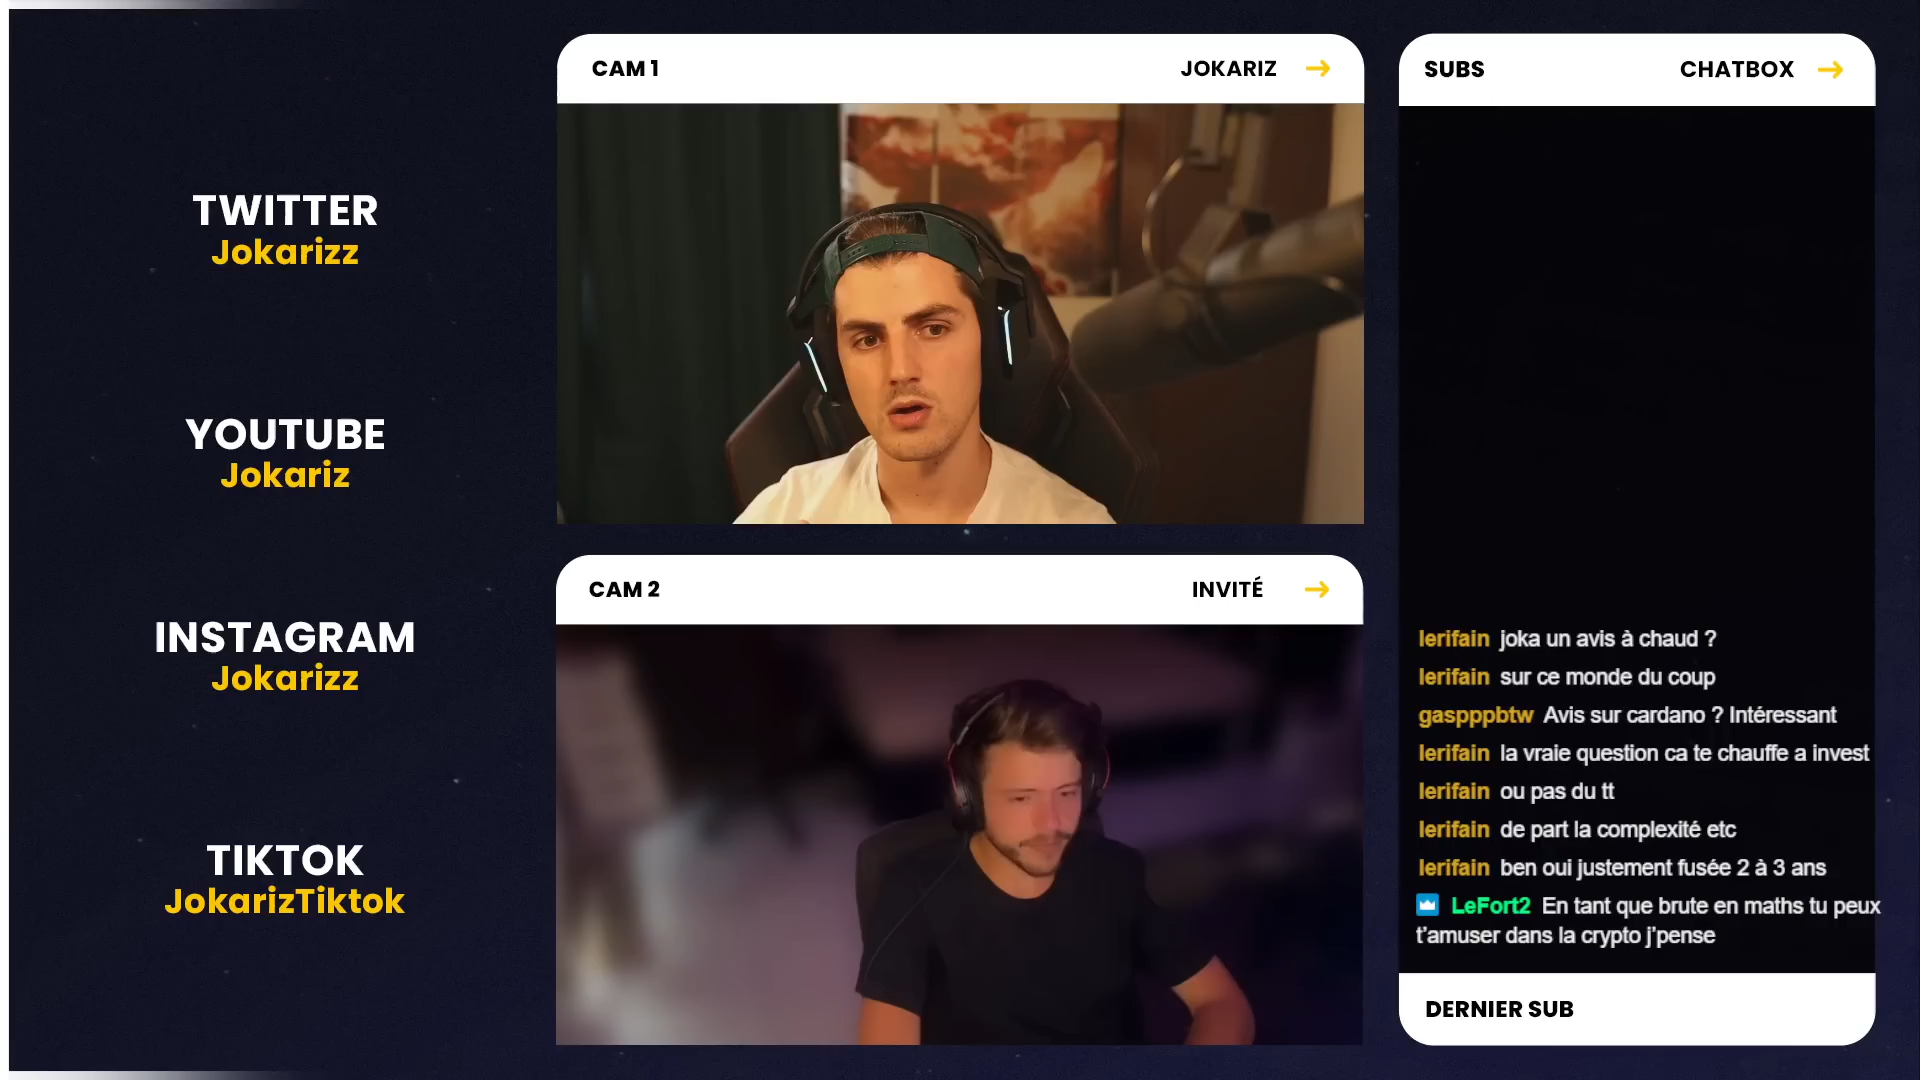 TWITTER
Jokarizz
YOUTUBE
Jokariz
INSTAGRAM
Jokarizz
TIKTOK
JokarizTiktok
CAM 1 JOKARIZ
CAM 2 INVITÉ
SUBS CHATBOX
lerifain joka un avis à chaud ?
lerifain sur ce monde du coup
gaspppbtw Avis sur cardano ? Intéressant
lerifain la vraie question ca te chauffe a invest
lerifain ou pas du tt
lerifain de part la complexité etc
lerifain ben oui justement fusée 2 à 3 ans
LeFort2 En tant que brute en maths tu peux
t'amuser dans la crypto j'pense
DERNIER SUB